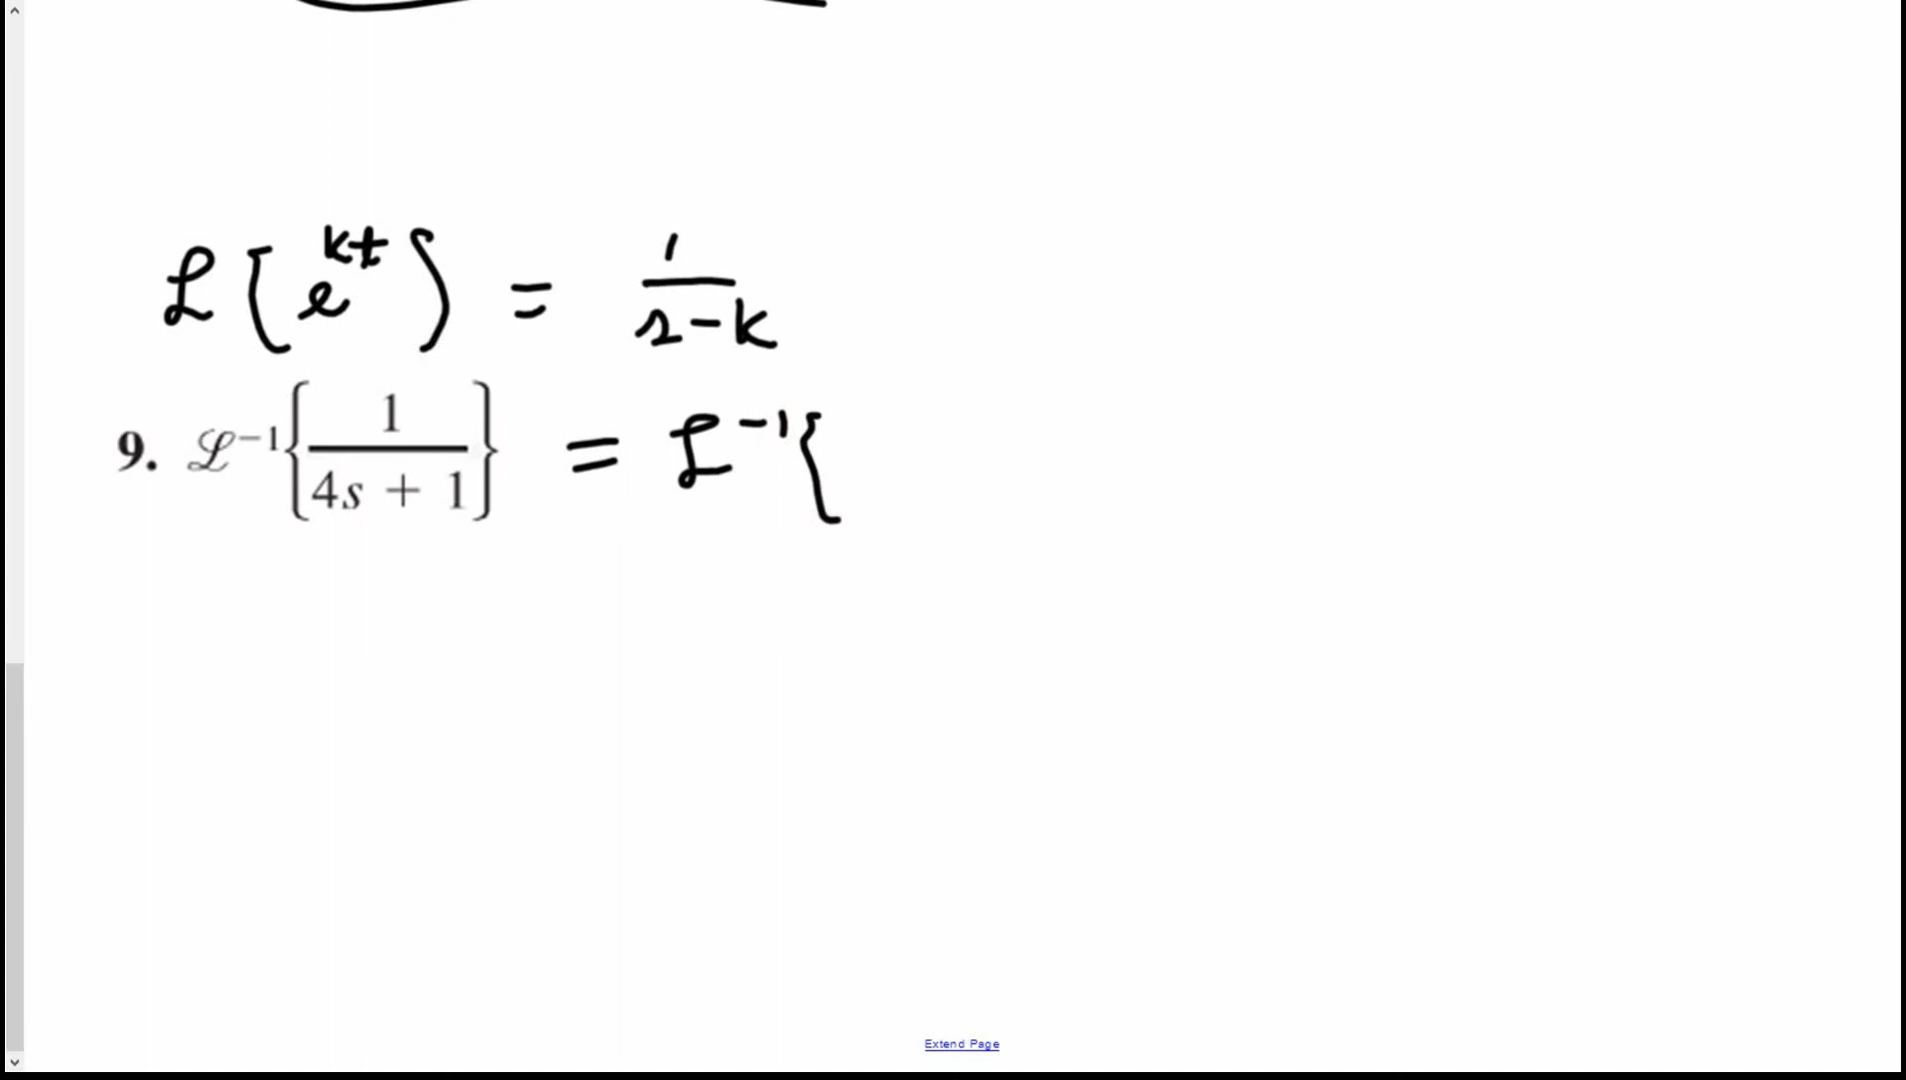 ℒ{e^{kt}} = 1/(s-k)
9. ℒ⁻¹{1/(4s + 1)} = ℒ⁻¹{
Extend Page